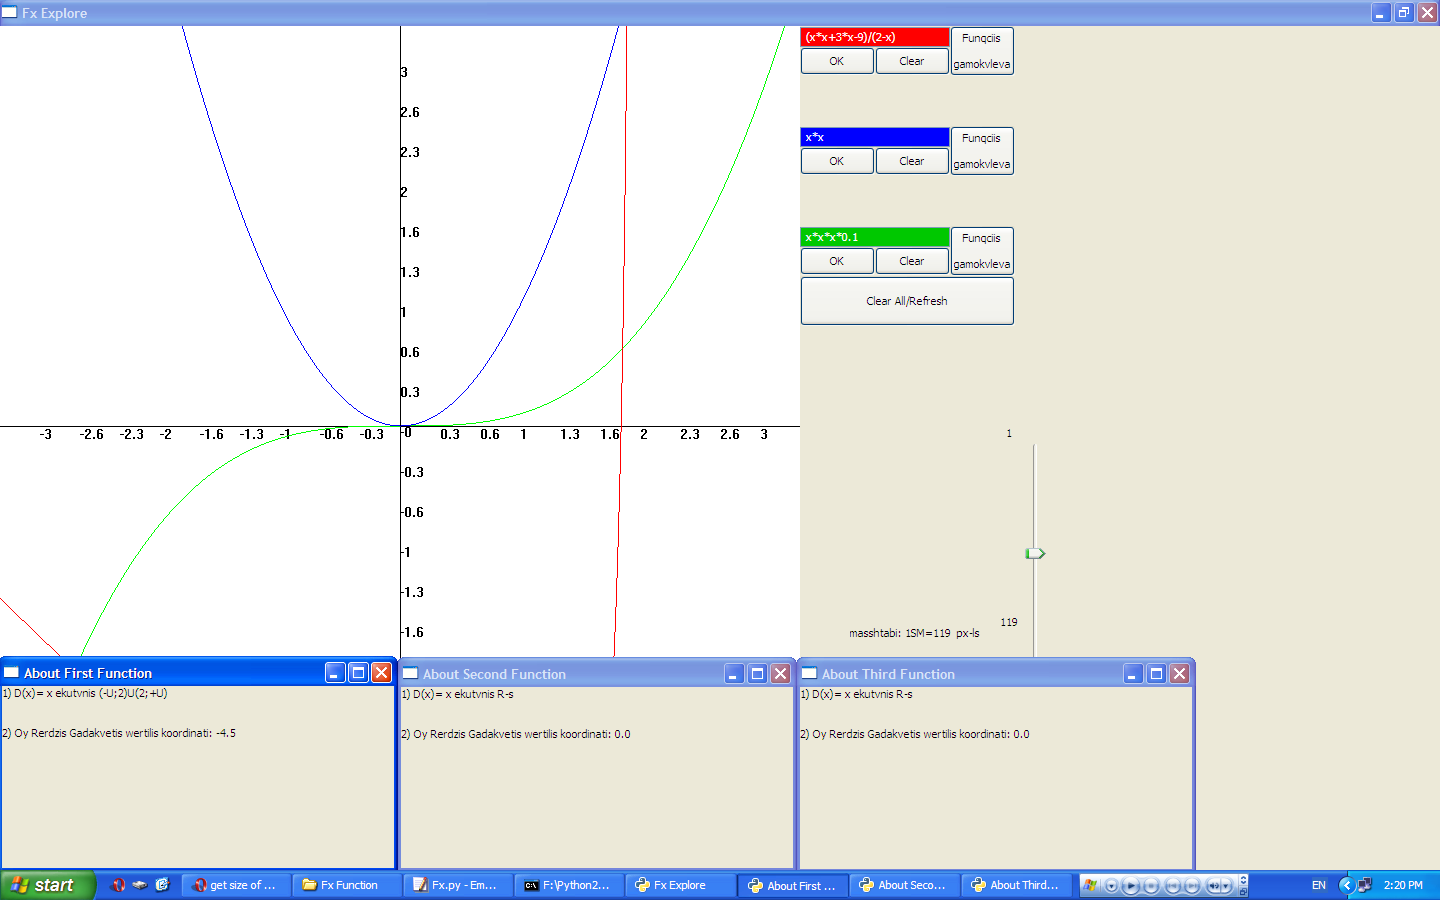 Fx Explore
(x*x+3*x-9)/(2-x)
OK Clear
Funqciis
gamokvleva
x*x
OK Clear
Funqciis
gamokvleva
x*x*x*0.1
OK Clear
Funqciis
gamokvleva
Clear All/Refresh
3
2.6
2.3
2
1.6
1.3
1
0.6
0.3
-3 -2.6 -2.3 -2 -1.6 -1.3 -1 -0.6 -0.3 -0 0.3 0.6 1 1.3 1.6 2 2.3 2.6 3
-0.3
-0.6
-1
-1.3
-1.6
1
119
masshtabi: 1SM=119 px-ls
About First Function
1) D(x)= x ekutvnis (-U;2)U(2;+U)
2) Oy Rerdzis Gadakvetis wertilis koordinati: -4.5
About Second Function
1) D(x)= x ekutvnis R-s
2) Oy Rerdzis Gadakvetis wertilis koordinati: 0.0
About Third Function
1) D(x)= x ekutvnis R-s
2) Oy Rerdzis Gadakvetis wertilis koordinati: 0.0
start get size of ... Fx Function Fx.py - Em... F:\Python2... Fx Explore About First ... About Seco... About Third... EN 2:20 PM